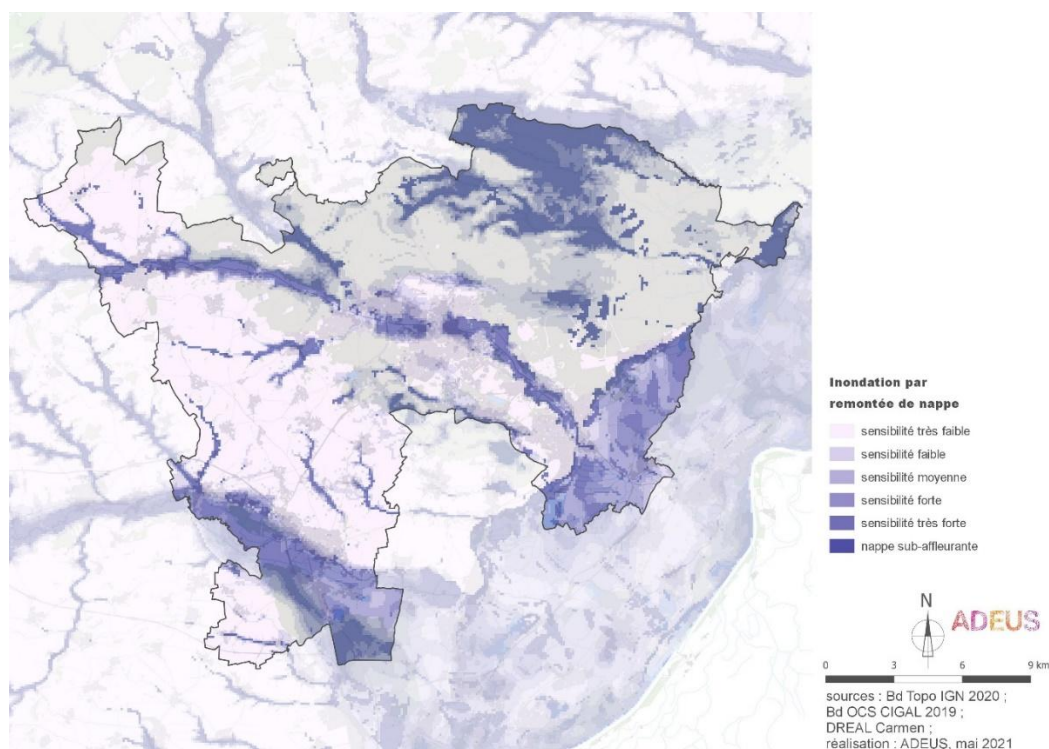 Inondation par
remontée de nappe
sensibilité très faible
sensibilité faible
sensibilité moyenne
sensibilité forte
sensibilité très forte
nappe sub-affleurante
N
ADEUS
0 3 6 9 km
sources : Bd Topo IGN 2020 ;
Bd OCS CIGAL 2019 ;
DREAL Carmen ;
réalisation : ADEUS, mai 2021